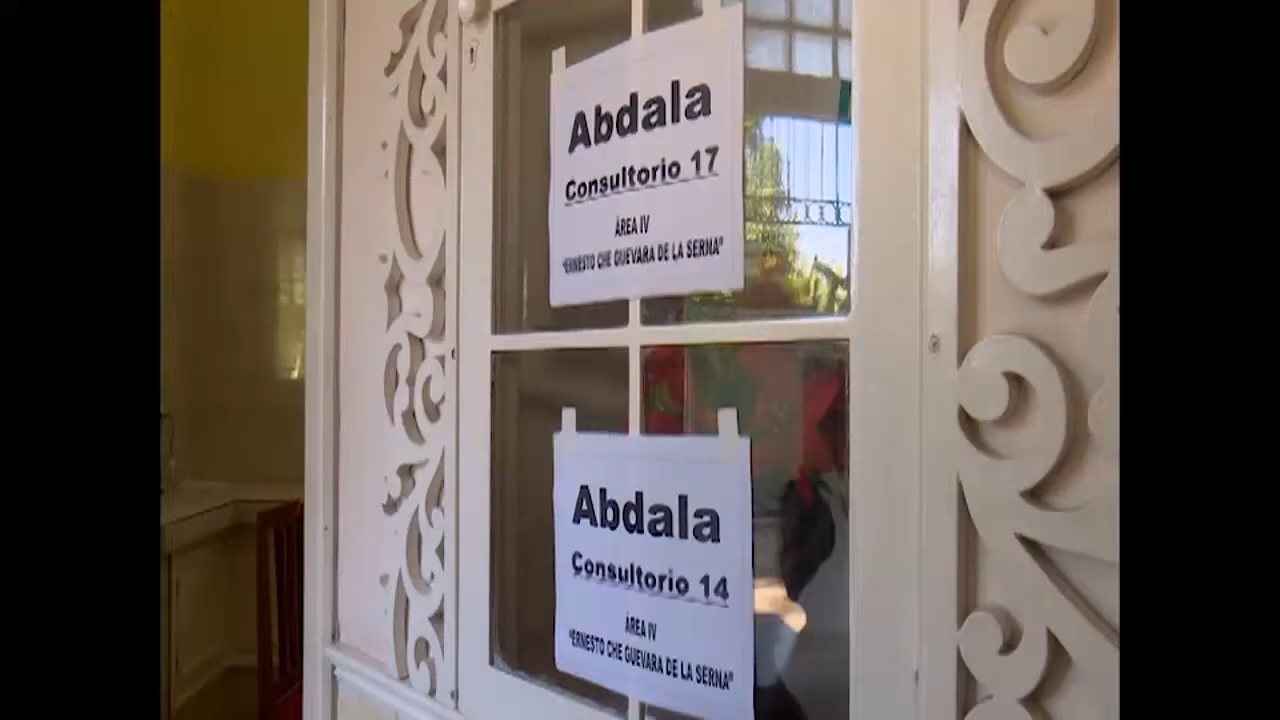 Abdala
Consultorio 17
ÁREA IV
"ERNESTO CHE GUEVARA DE LA SERNA"
Abdala
Consultorio 14
ÁREA IV
"ERNESTO CHE GUEVARA DE LA SERNA"